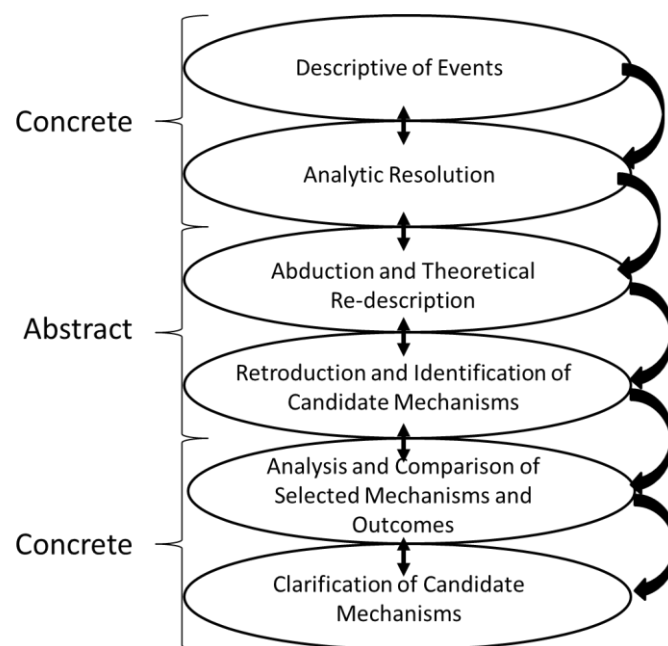 Descriptive of Events
Concrete
Analytic Resolution
Abduction and Theoretical
Re-description
Abstract
Retroduction and Identification of
Candidate Mechanisms
Analysis and Comparison of
Selected Mechanisms and
Outcomes
Concrete
Clarification of Candidate
Mechanisms